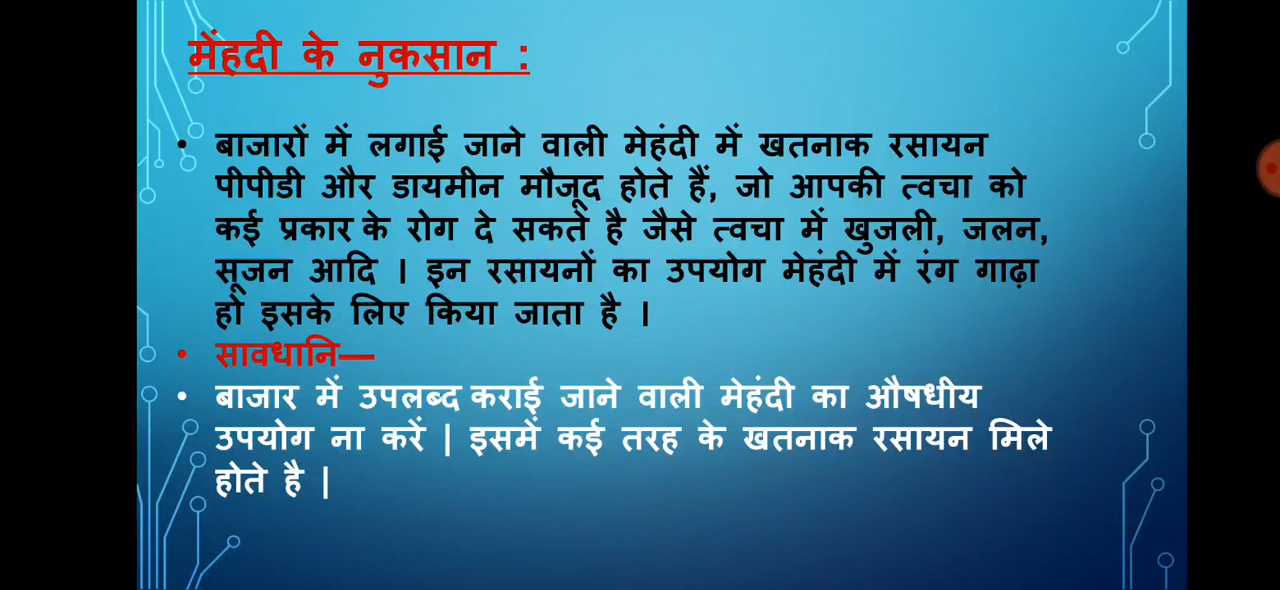 मेंहदी के नुकसान :
• बाजारों में लगाई जाने वाली मेहंदी में खतनाक रसायन
पीपीडी और डायमीन मौजूद होते हैं, जो आपकी त्वचा को
कई प्रकार के रोग दे सकते है जैसे त्वचा में खुजली, जलन,
सूजन आदि । इन रसायनों का उपयोग मेहंदी में रंग गाढ़ा
हो इसके लिए किया जाता है ।
• सावधानि—
• बाजार में उपलब्द कराई जाने वाली मेहंदी का औषधीय
उपयोग ना करें | इसमें कई तरह के खतनाक रसायन मिले
होते है |